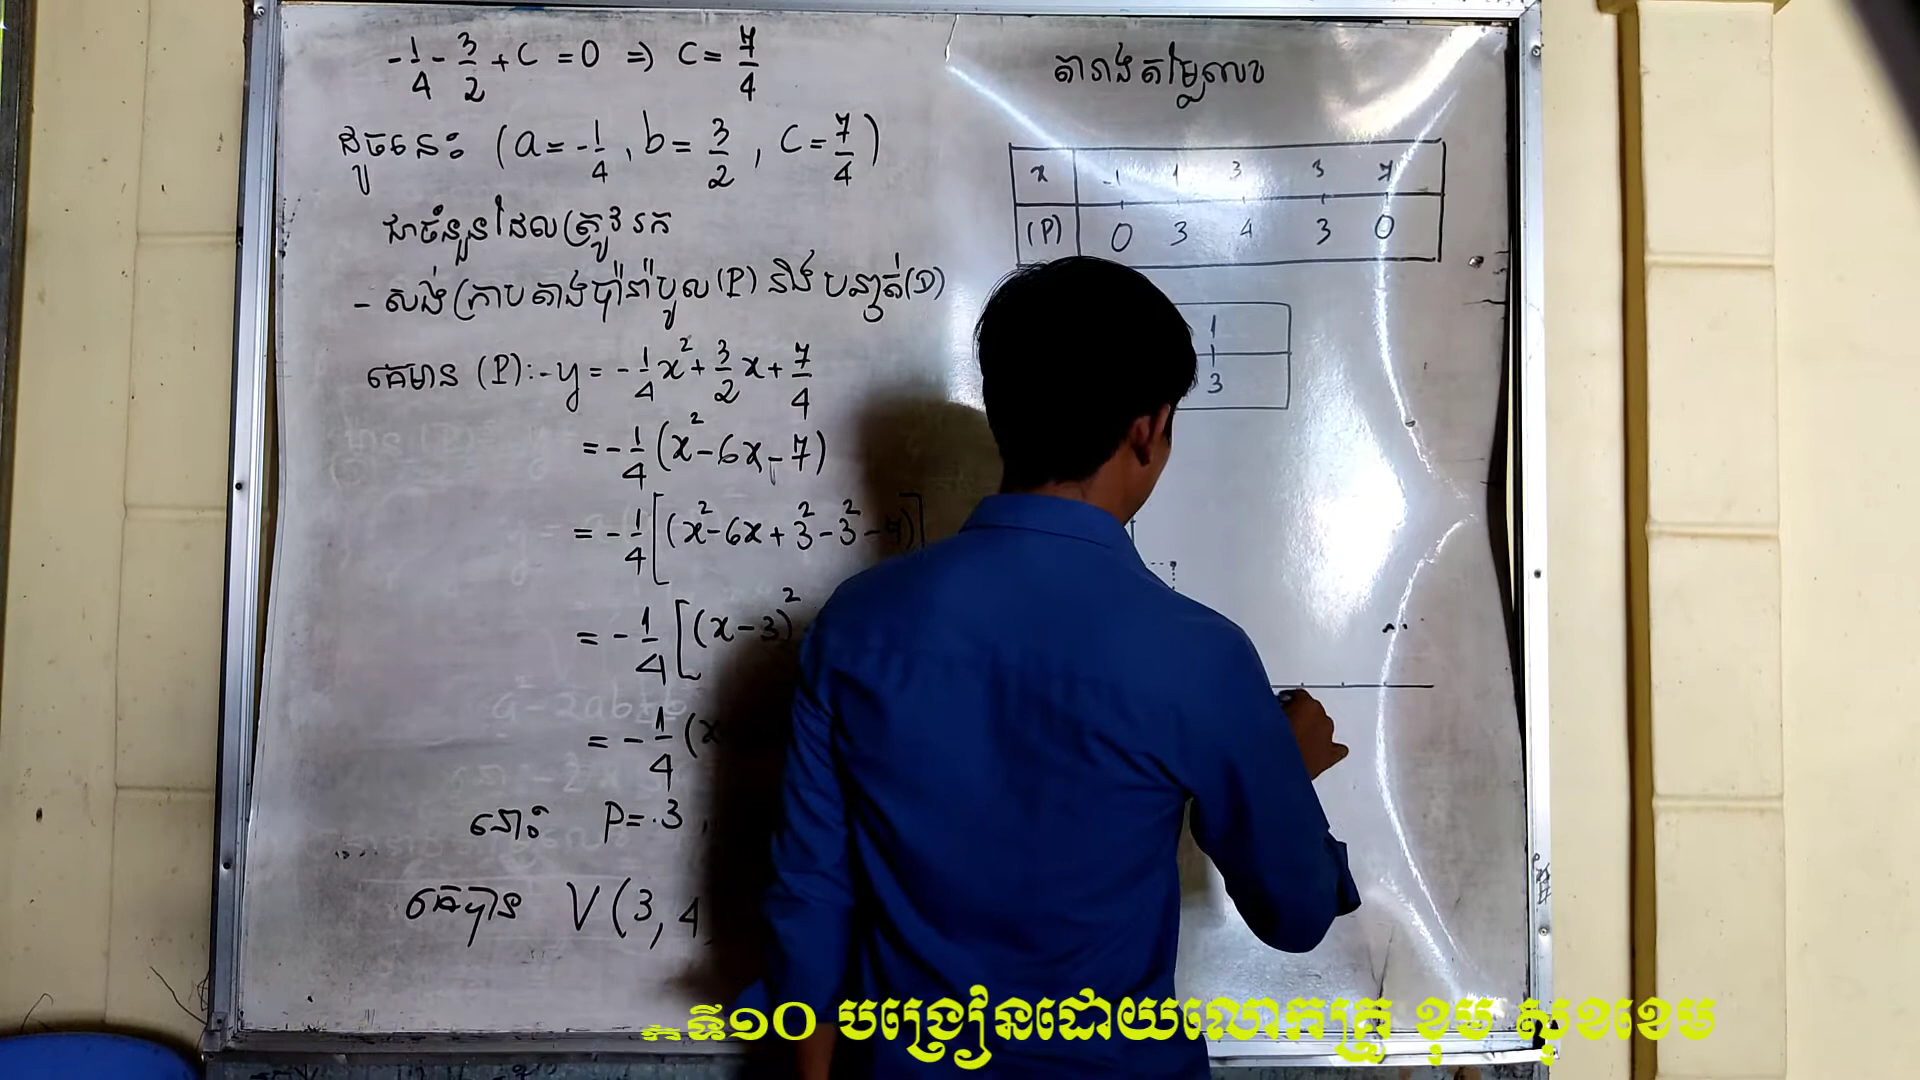 -1/4 - 3/2 + C = 0 ⇒ C = 7/4
ដូចនេះ (a = -1/4 , b = 3/2 , C = 7/4)
ជាចំនួនដែលត្រូវរក
- សង់ក្រាបតាងប៉ារ៉ាបូល (P) និងបន្ទាត់ (D)
គេមាន (P): - y = -1/4 x² + 3/2 x + 7/4
= -1/4 (x² - 6x - 7)
= -1/4 [(x² - 6x + 3² - 3² - 7)]
= -1/4 [(x - 3)²
= -1/4 (x
នោះ P = 3 ,
គេបាន V (3, 4
តារាងតម្លៃលេខ
x -1 1 3 3 7
(P) 0 3 4 3 0
1
3
ទី១០ បង្រៀនដោយលោកគ្រូ ខុម សុខខេម